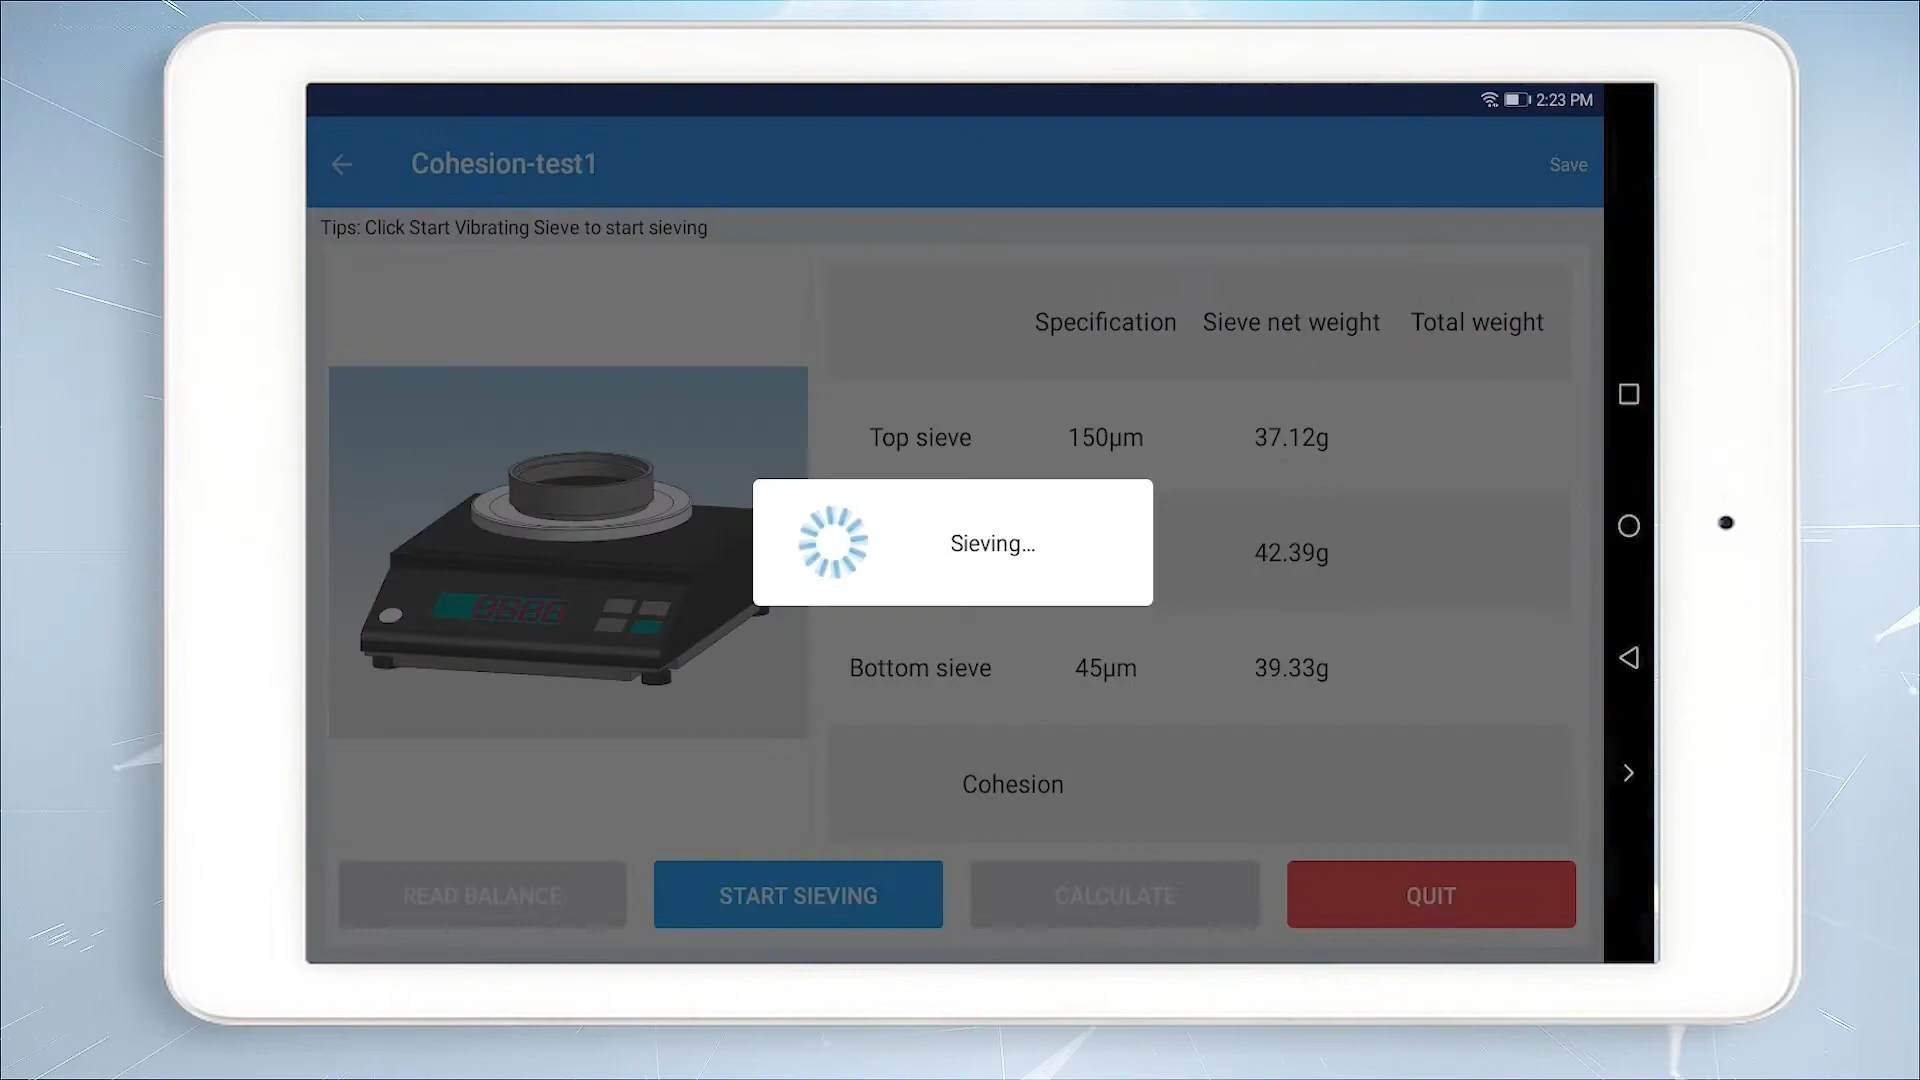 2:23 PM
Cohesion-test1
Save
Tips: Click Start Vibrating Sieve to start sieving
Specification Sieve net weight Total weight
Top sieve 150μm 37.12g
Sieving...
42.39g
Bottom sieve 45μm 39.33g
Cohesion
READ BALANCE START SIEVING CALCULATE QUIT